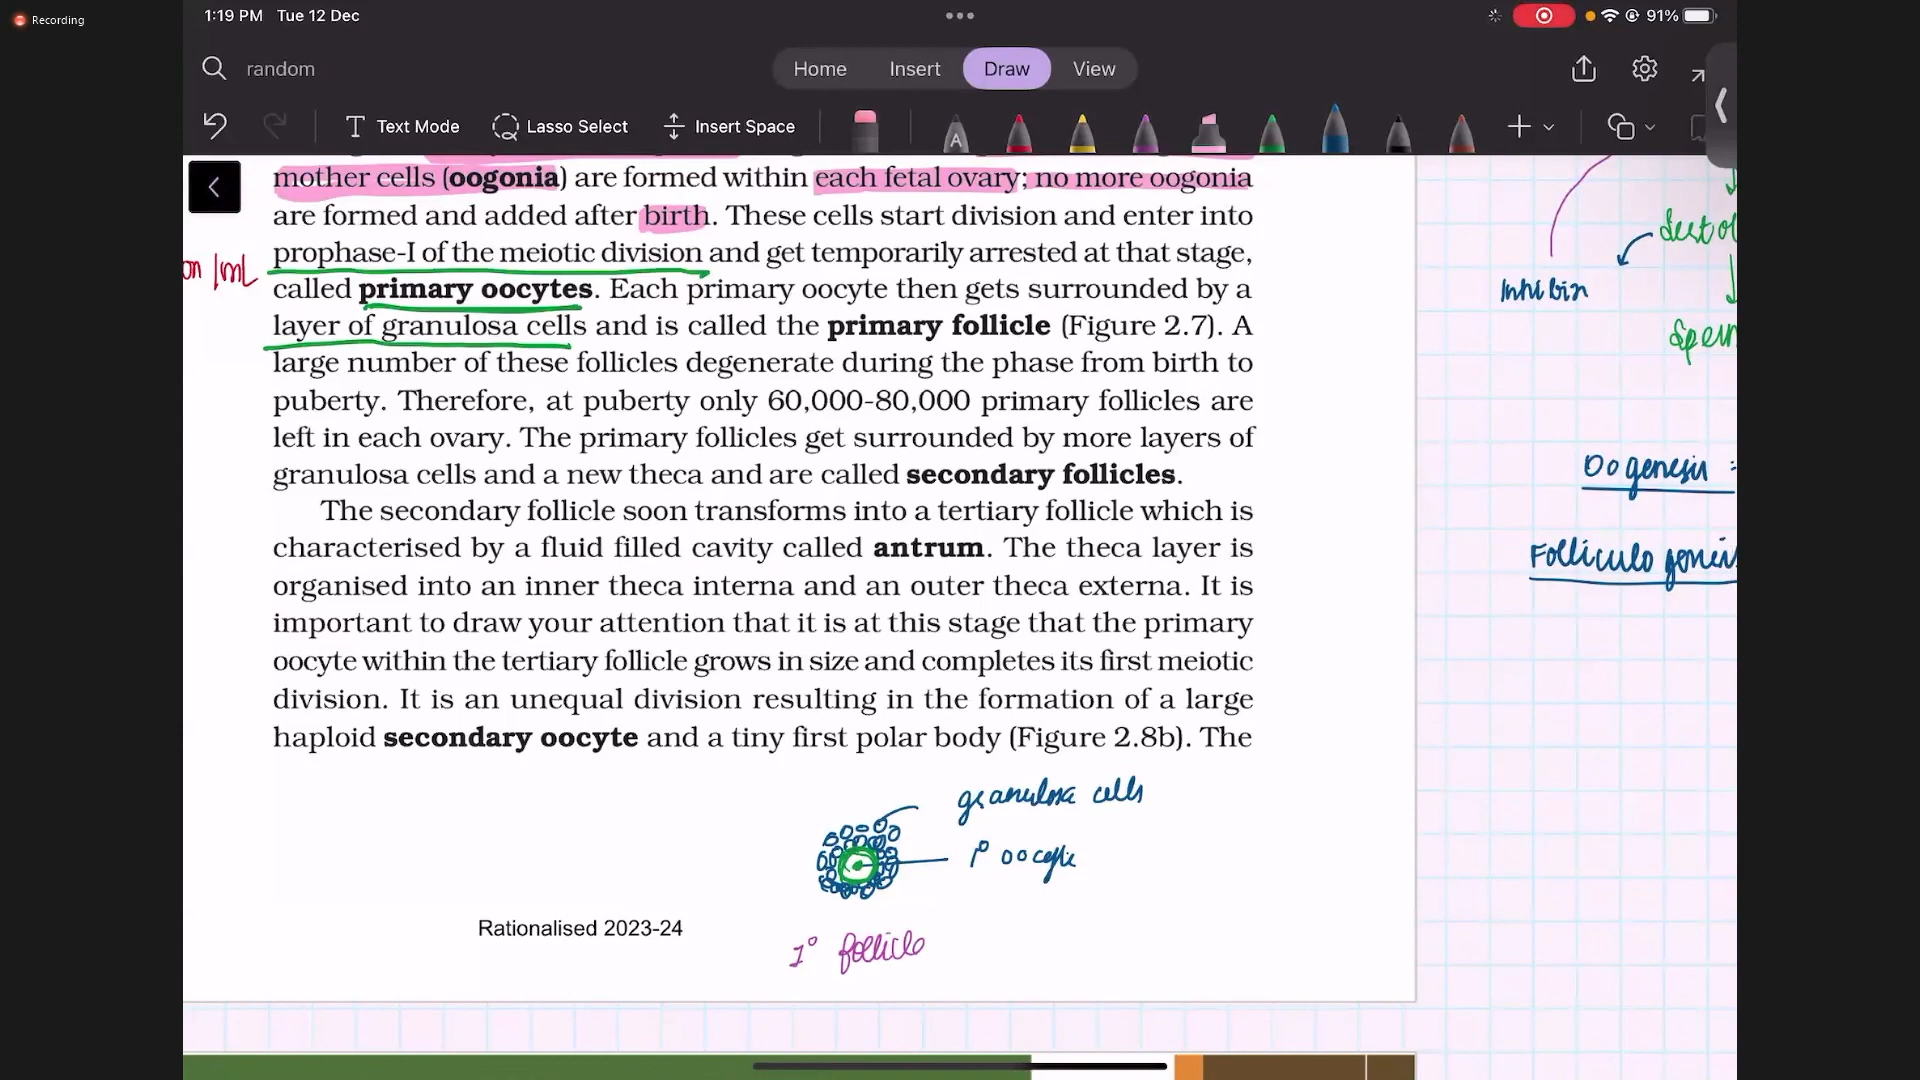 Recording
1:19 PM Tue 12 Dec
91%
random
Home Insert Draw View
Text Mode Lasso Select Insert Space
mother cells (oogonia) are formed within each fetal ovary; no more oogonia
are formed and added after birth. These cells start division and enter into
prophase-I of the meiotic division and get temporarily arrested at that stage,
called primary oocytes. Each primary oocyte then gets surrounded by a
layer of granulosa cells and is called the primary follicle (Figure 2.7). A
large number of these follicles degenerate during the phase from birth to
puberty. Therefore, at puberty only 60,000-80,000 primary follicles are
left in each ovary. The primary follicles get surrounded by more layers of
granulosa cells and a new theca and are called secondary follicles.
The secondary follicle soon transforms into a tertiary follicle which is
characterised by a fluid filled cavity called antrum. The theca layer is
organised into an inner theca interna and an outer theca externa. It is
important to draw your attention that it is at this stage that the primary
oocyte within the tertiary follicle grows in size and completes its first meiotic
division. It is an unequal division resulting in the formation of a large
haploid secondary oocyte and a tiny first polar body (Figure 2.8b). The
granulosa cells
1° oocyte
1° follicle
Rationalised 2023-24
on /mL
Inhibin
Sertol
Sperm
Oogenesis :
Folliculogenesis